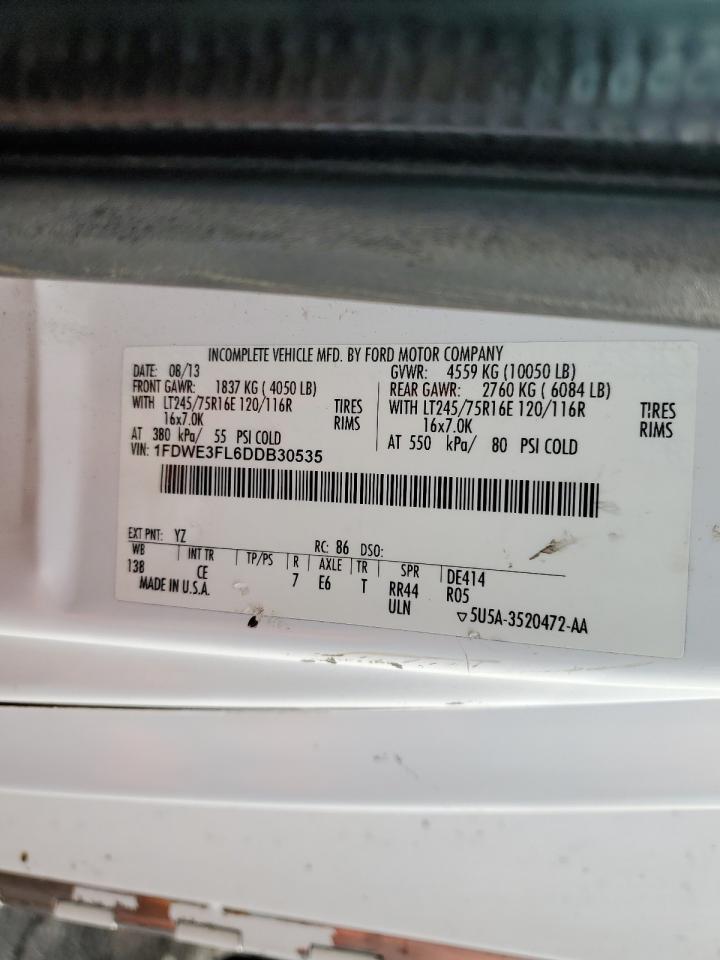 INCOMPLETE VEHICLE MFD. BY FORD MOTOR COMPANY
DATE: 08/13
FRONT GAWR: 1837 KG ( 4050 LB)
WITH LT245/75R16E 120/116R TIRES
16x7.0K RIMS
AT 380 kPa/ 55 PSI COLD
GVWR: 4559 KG (10050 LB)
REAR GAWR: 2760 KG ( 6084 LB)
WITH LT245/75R16E 120/116R TIRES
16x7.0K RIMS
AT 550 kPa/ 80 PSI COLD
VIN: 1FDWE3FL6DDB30535
EXT PNT: YZ RC: 86 DSO:
WB INT TR TP/PS R AXLE TR SPR DE414
138 CE 7 E6 T RR44 R05
MADE IN U.S.A. ULN ▽5U5A-3520472-AA